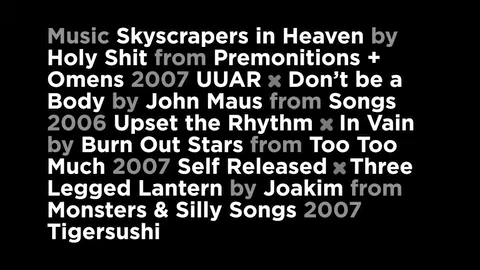 Music Skyscrapers in Heaven by
Holy Shit from Premonitions +
Omens 2007 UUAR × Don't be a
Body by John Maus from Songs
2006 Upset the Rhythm × In Vain
by Burn Out Stars from Too Too
Much 2007 Self Released × Three
Legged Lantern by Joakim from
Monsters & Silly Songs 2007
Tigersushi